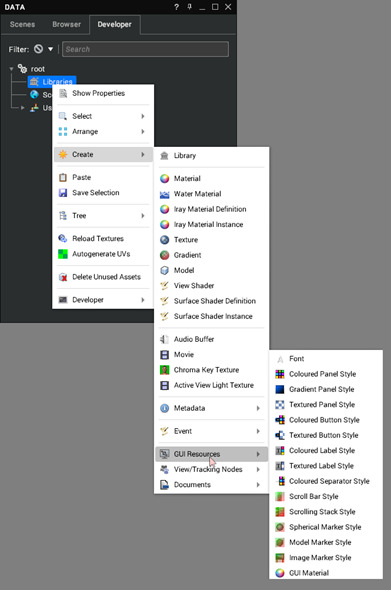 DATA
Scenes Browser Developer
Filter: Search
root
Libraries
Sc
Us
Show Properties
Select
Arrange
Create
Paste
Save Selection
Tree
Reload Textures
Autogenerate UVs
Delete Unused Assets
Developer
Library
Material
Water Material
Iray Material Definition
Iray Material Instance
Texture
Gradient
Model
View Shader
Surface Shader Definition
Surface Shader Instance
Audio Buffer
Movie
Chroma Key Texture
Active View Light Texture
Metadata
Event
GUI Resources
View/Tracking Nodes
Documents
Font
Coloured Panel Style
Gradient Panel Style
Textured Panel Style
Coloured Button Style
Textured Button Style
Coloured Label Style
Textured Label Style
Coloured Separator Style
Scroll Bar Style
Scrolling Stack Style
Spherical Marker Style
Model Marker Style
Image Marker Style
GUI Material